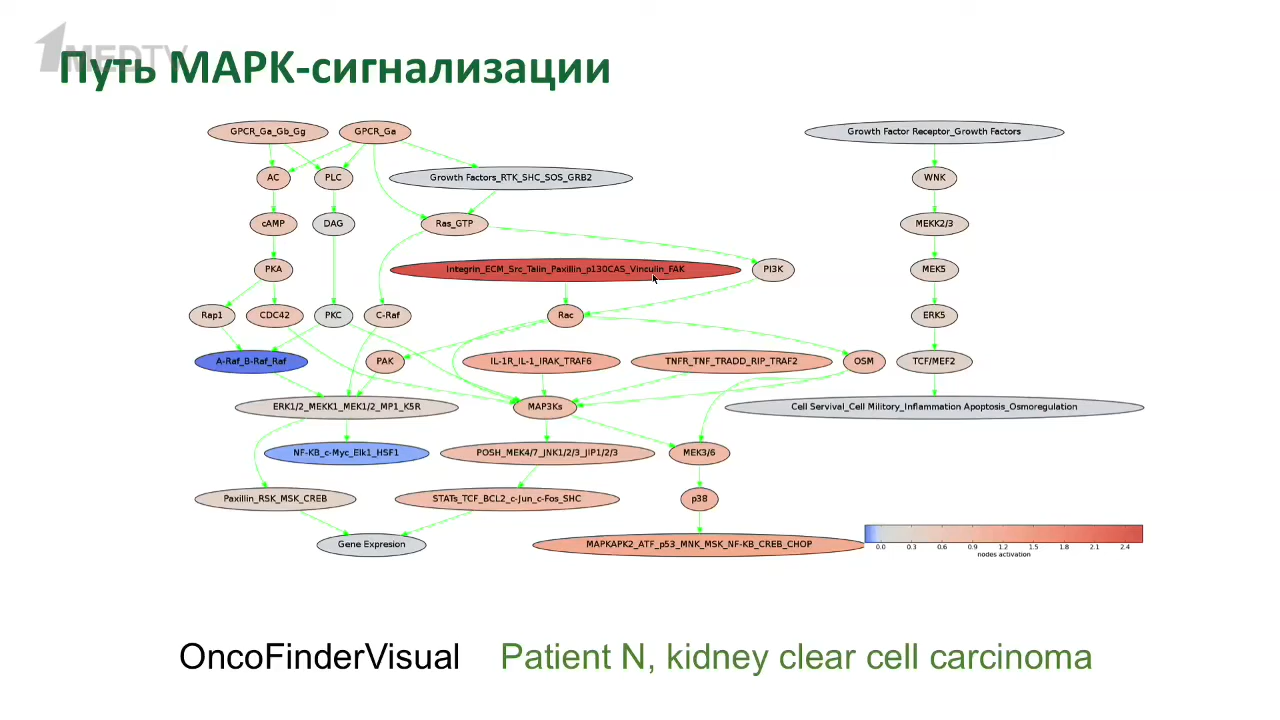 1MEDTV
Путь МАРК-сигнализации
GPCR_Ga_Gb_Gg
GPCR_Ga
Growth Factor Receptor_Growth Factors
AC
PLC
Growth Factors_RTK_SHC_SOS_GRB2
WNK
cAMP
DAG
Ras_GTP
MEKK2/3
PKA
Integrin_ECM_Src_Talin_Paxillin_p130CAS_Vinculin_FAK
PI3K
MEK5
Rap1
CDC42
PKC
C-Raf
Rac
ERK5
A-Raf_B-Raf_Raf
PAK
IL-1R_IL-1_IRAK_TRAF6
TNFR_TNF_TRADD_RIP_TRAF2
OSM
TCF/MEF2
ERK1/2_MEKK1_MEK1/2_MP1_K5R
MAP3Ks
Cell Servival_Cell Military_Inflammation Apoptosis_Osmoregulation
NF-KB_c-Myc_Elk1_HSF1
POSH_MEK4/7_JNK1/2/3_JIP1/2/3
MEK3/6
Paxillin_RSK_MSK_CREB
STATs_TCF_BCL2_c-Jun_c-Fos_SHC
p38
Gene Expresion
MAPKAPK2_ATF_p53_MNK_MSK_NF-KB_CREB_CHOP
0.0 0.3 0.6 0.9 1.2 1.5 1.8 2.1 2.4
nodes activation
OncoFinderVisual Patient N, kidney clear cell carcinoma